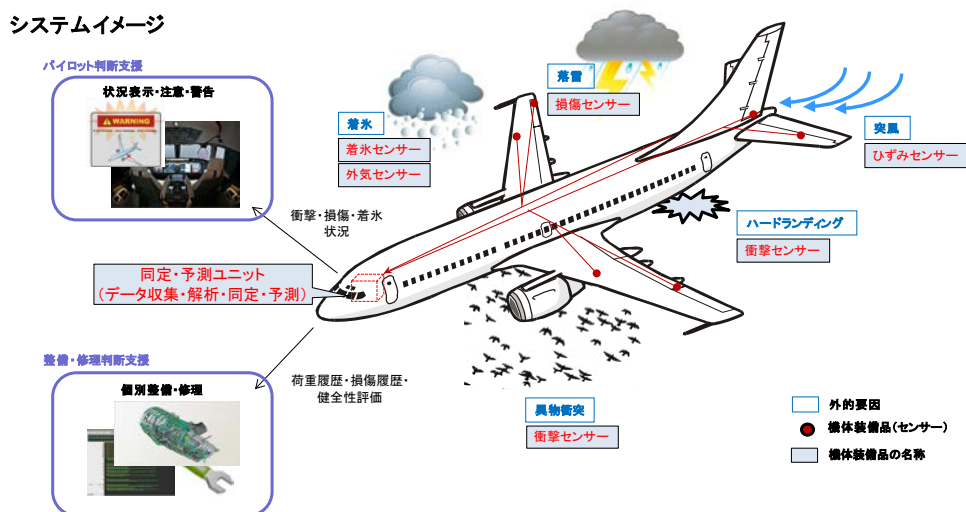 システムイメージ
パイロット判断支援
状況表示・注意・警告
WARNING
落雷
損傷センサー
着氷
着氷センサー
外気センサー
突風
ひずみセンサー
衝撃・損傷・着氷
状況
ハードランディング
衝撃センサー
同定・予測ユニット
(データ収集・解析・同定・予測)
整備・修理判断支援
個別整備・修理
荷重履歴・損傷履歴・
健全性評価
異物衝突
衝撃センサー
外的要因
機体装備品(センサー)
機体装備品の名称